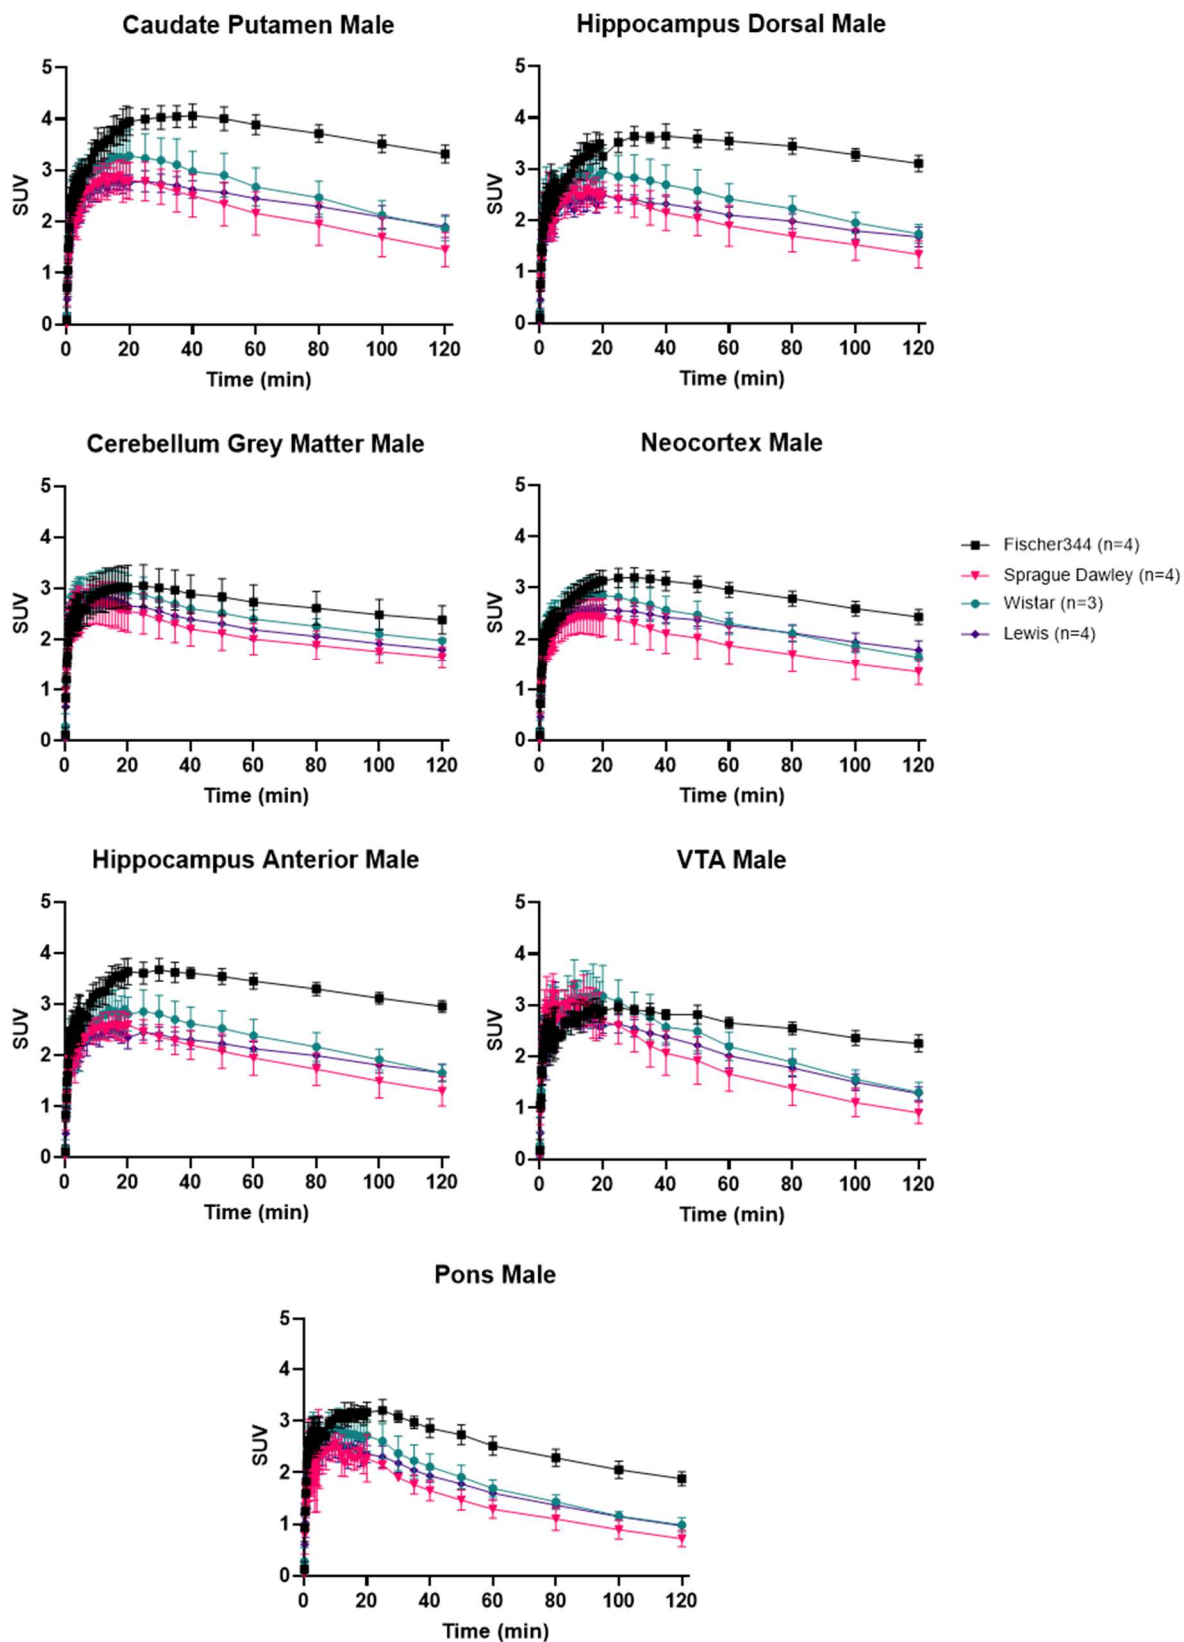 Caudate Putamen Male
Hippocampus Dorsal Male
5
4
3
2
1
0
SUV
0 20 40 60 80 100 120
Time (min)
5
4
3
2
1
0
SUV
0 20 40 60 80 100 120
Time (min)
Cerebellum Grey Matter Male
Neocortex Male
5
4
3
2
1
0
SUV
0 20 40 60 80 100 120
Time (min)
5
4
3
2
1
0
SUV
0 20 40 60 80 100 120
Time (min)
Fischer344 (n=4)
Sprague Dawley (n=4)
Wistar (n=3)
Lewis (n=4)
Hippocampus Anterior Male
VTA Male
5
4
3
2
1
0
SUV
0 20 40 60 80 100 120
Time (min)
5
4
3
2
1
0
SUV
0 20 40 60 80 100 120
Time (min)
Pons Male
5
4
3
2
1
0
SUV
0 20 40 60 80 100 120
Time (min)